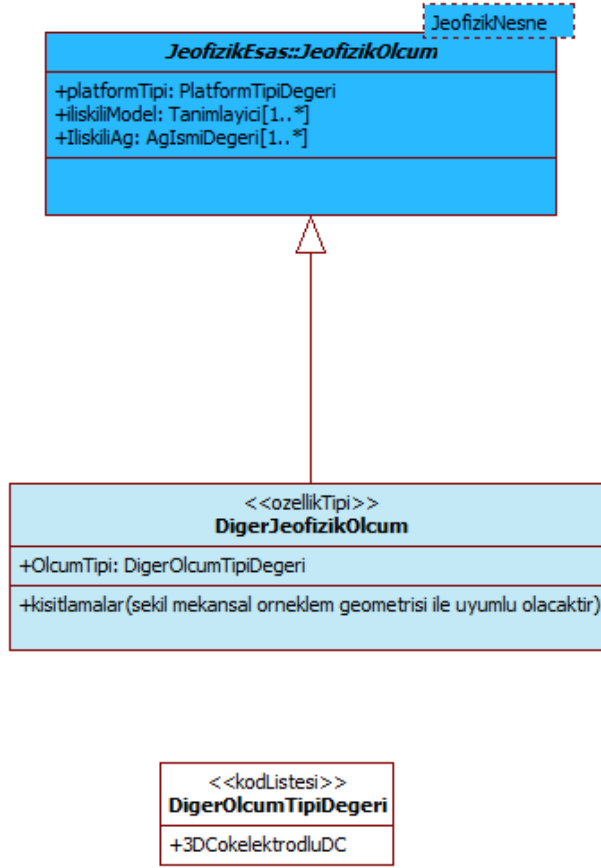 JeofizikNesne
JeofizikEsas::JeofizikOlcum
+platformTipi: PlatformTipiDegeri
+iliskiliModel: Tanimlayici[1..*]
+IliskiliAg: AgIsmiDegeri[1..*]
<<ozellikTipi>>
DigerJeofizikOlcum
+OlcumTipi: DigerOlcumTipiDegeri
+kisitlamalar(sekil mekansal orneklem geometrisi ile uyumlu olacaktir)
<<kodListesi>>
DigerOlcumTipiDegeri
+3DCokelektrodluDC